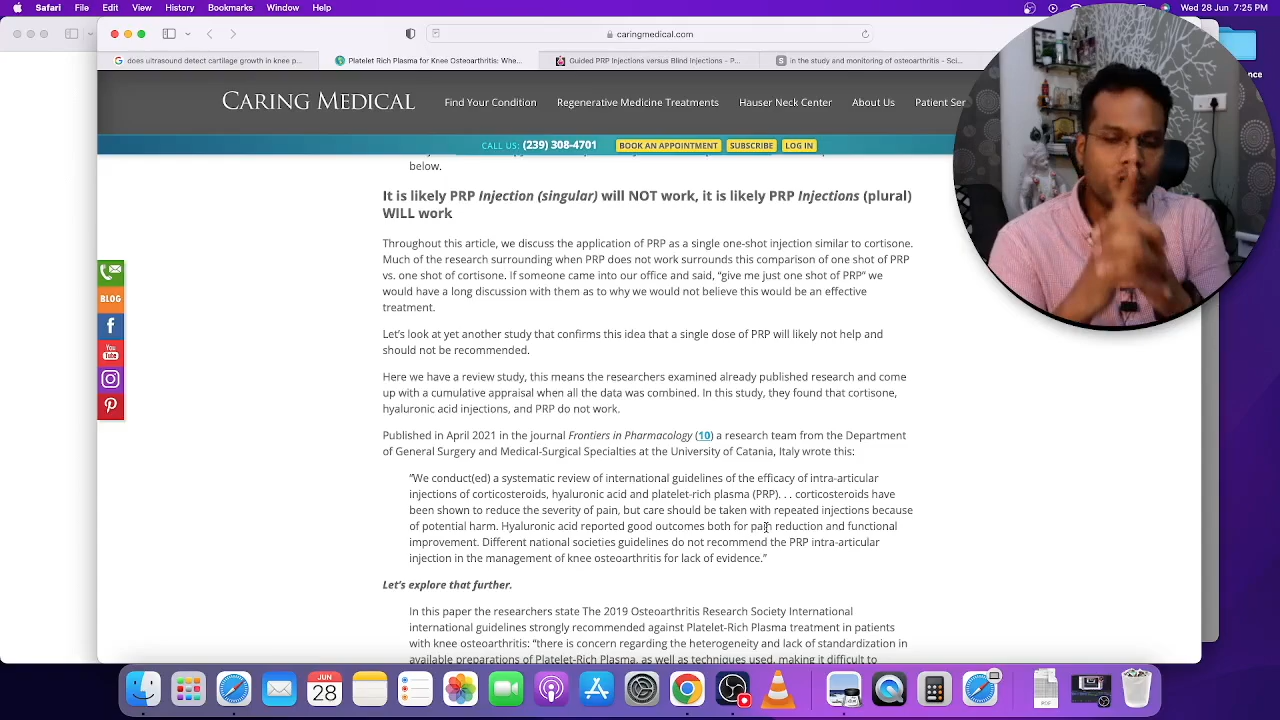 Safari File Edit View History Bookmarks Window Help
Wed 28 Jun 7:25 PM
caringmedical.com
does ultrasound detect cartilage growth in knee p...
Platelet Rich Plasma for Knee Osteoarthritis: Whe...
Guided PRP Injections versus Blind Injections - P...
in the study and monitoring of osteoarthritis - Sci...
CARING MEDICAL
Find Your Condition Regenerative Medicine Treatments Hauser Neck Center About Us Patient Ser
CALL US: (239) 308-4701 BOOK AN APPOINTMENT SUBSCRIBE LOG IN
below.
It is likely PRP Injection (singular) will NOT work, it is likely PRP Injections (plural)
WILL work
Throughout this article, we discuss the application of PRP as a single one-shot injection similar to cortisone.
Much of the research surrounding when PRP does not work surrounds this comparison of one shot of PRP
vs. one shot of cortisone. If someone came into our office and said, “give me just one shot of PRP” we
would have a long discussion with them as to why we would not believe this would be an effective
treatment.
Let’s look at yet another study that confirms this idea that a single dose of PRP will likely not help and
should not be recommended.
Here we have a review study, this means the researchers examined already published research and come
up with a cumulative appraisal when all the data was combined. In this study, they found that cortisone,
hyaluronic acid injections, and PRP do not work.
Published in April 2021 in the journal Frontiers in Pharmacology (10) a research team from the Department
of General Surgery and Medical-Surgical Specialties at the University of Catania, Italy wrote this:
“We conduct(ed) a systematic review of international guidelines of the efficacy of intra-articular
injections of corticosteroids, hyaluronic acid and platelet-rich plasma (PRP). . . corticosteroids have
been shown to reduce the severity of pain, but care should be taken with repeated injections because
of potential harm. Hyaluronic acid reported good outcomes both for pain reduction and functional
improvement. Different national societies guidelines do not recommend the PRP intra-articular
injection in the management of knee osteoarthritis for lack of evidence.”
Let’s explore that further.
In this paper the researchers state The 2019 Osteoarthritis Research Society International
international guidelines strongly recommended against Platelet-Rich Plasma treatment in patients
with knee osteoarthritis: “there is concern regarding the heterogeneity and lack of standardization in
available preparations of Platelet-Rich Plasma, as well as techniques used, making it difficult to
BLOG
You
Tube
JUN
28
PDF